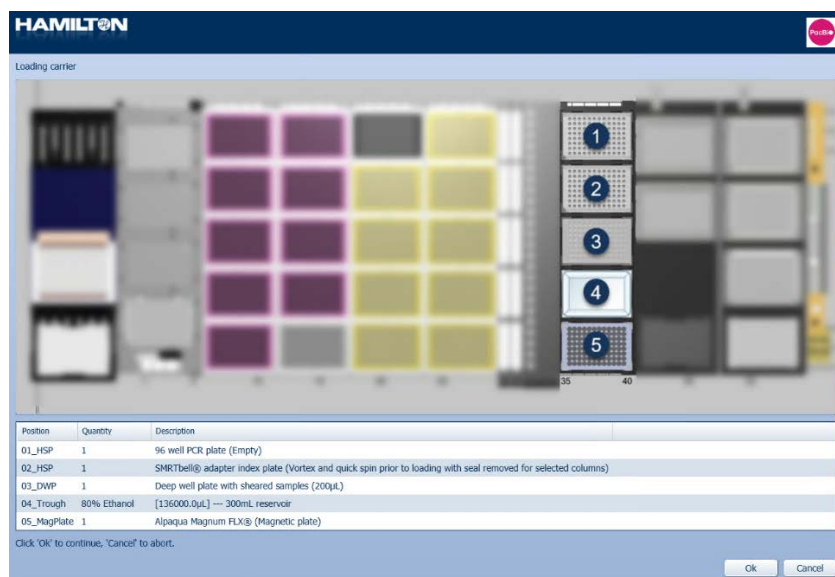 HAMILTON
PacBio
Loading carrier
1
2
3
4
5
35 40
Position Quantity Description
01_HSP 1 96 well PCR plate (Empty)
02_HSP 1 SMRTbell® adapter index plate (Vortex and quick spin prior to loading with seal removed for selected columns)
03_DWP 1 Deep well plate with sheared samples (200µL)
04_Trough 80% Ethanol [136000.0µL] --- 300mL reservoir
05_MagPlate 1 Alpaqua Magnum FLX® (Magnetic plate)
Click 'Ok' to continue, 'Cancel' to abort.
Ok Cancel